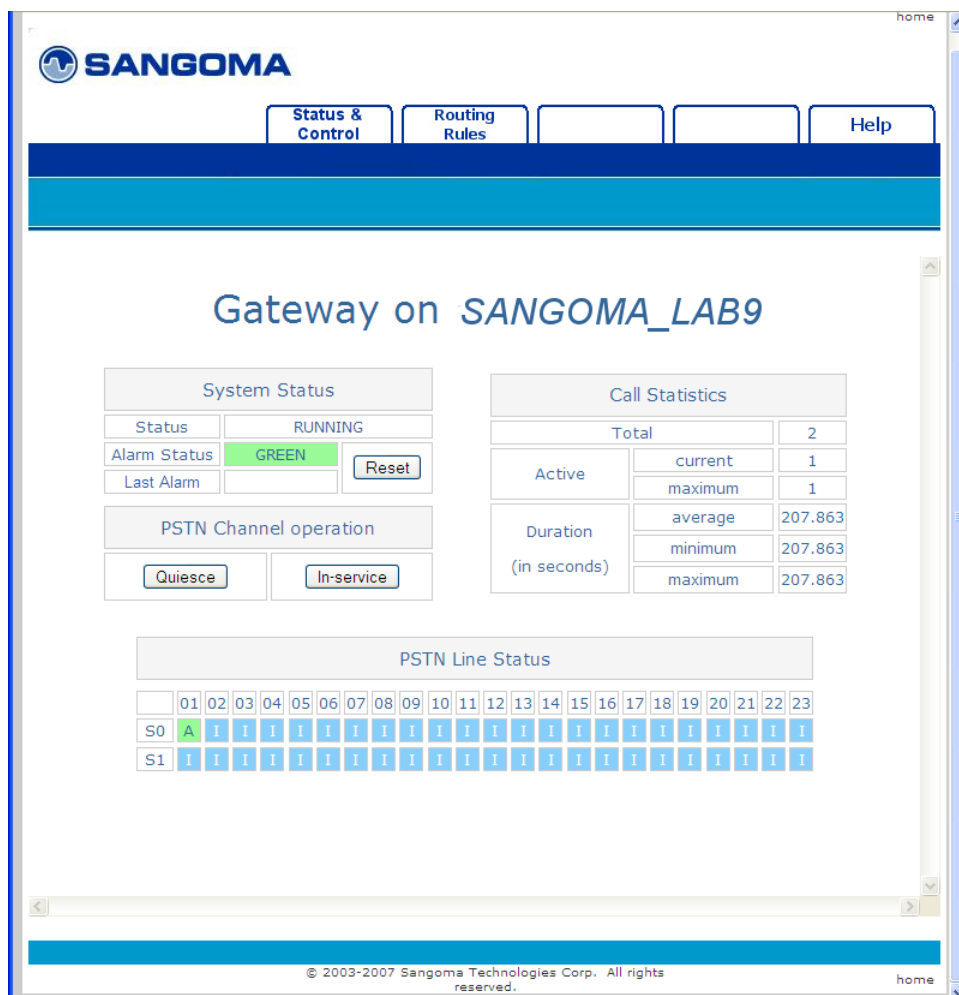 home
SANGOMA
Status & Control
Routing Rules
Help
Gateway on SANGOMA_LAB9
System Status
Status RUNNING
Alarm Status GREEN
Reset
Last Alarm
PSTN Channel operation
Quiesce In-service
Call Statistics
Total 2
Active current 1
maximum 1
Duration (in seconds) average 207.863
minimum 207.863
maximum 207.863
PSTN Line Status
01 02 03 04 05 06 07 08 09 10 11 12 13 14 15 16 17 18 19 20 21 22 23
S0 A I I I I I I I I I I I I I I I I I I I I I I
S1 I I I I I I I I I I I I I I I I I I I I I I I
© 2003-2007 Sangoma Technologies Corp. All rights
reserved.
home